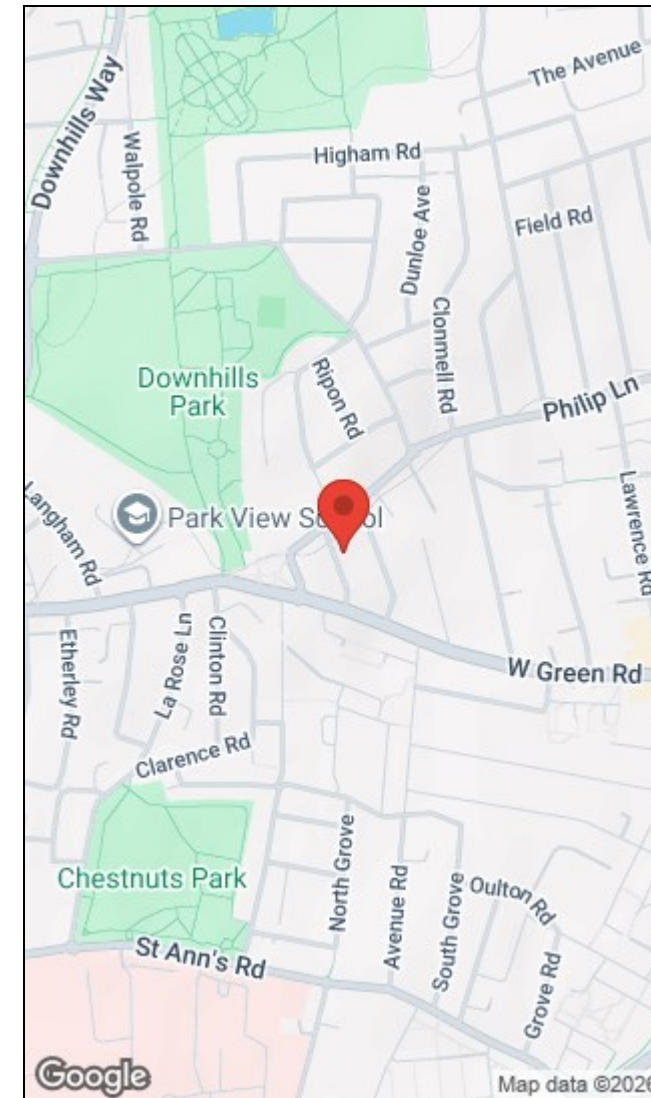 The Avenue
Downhills Way
Walpole Rd
Higham Rd
Dunloe Ave
Field Rd
Clonmell Rd
Downhills
Park
Ripon Rd
Philip Ln
Langham Rd
Park View S
ol
Lawrence Rd
Etherley Rd
La Rose Ln
Clinton Rd
W Green Rd
Clarence Rd
Chestnuts Park
North Grove
Avenue Rd
South Grove
Oulton Rd
St Ann's Rd
Grove Rd
Google
Map data ©2026